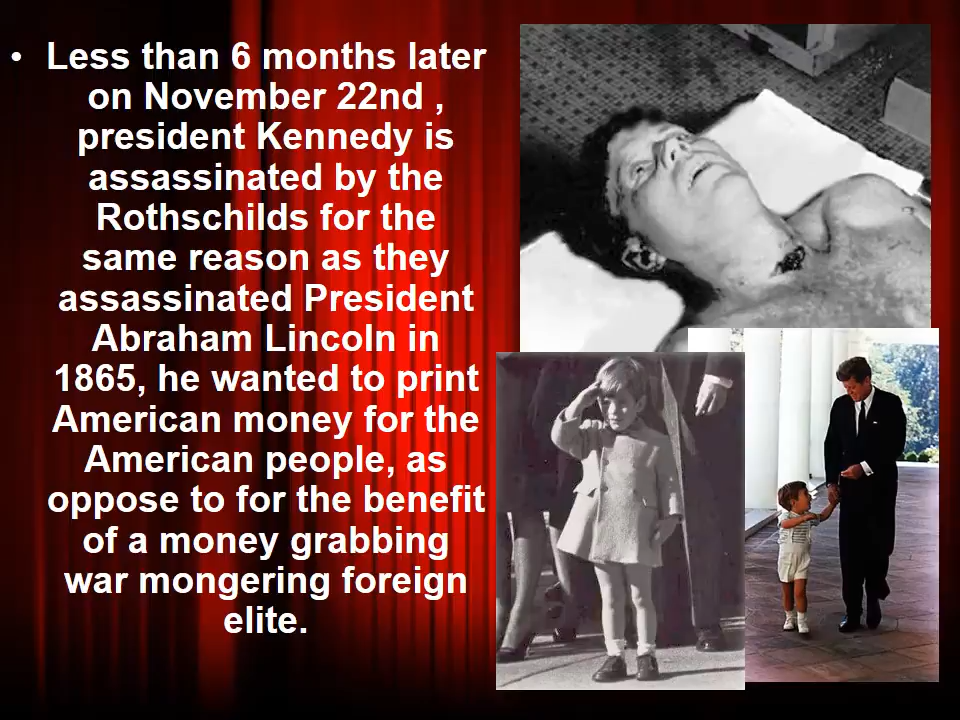 • Less than 6 months later
on November 22nd ,
president Kennedy is
assassinated by the
Rothschilds for the
same reason as they
assassinated President
Abraham Lincoln in
1865, he wanted to print
American money for the
American people, as
oppose to for the benefit
of a money grabbing
war mongering foreign
elite.